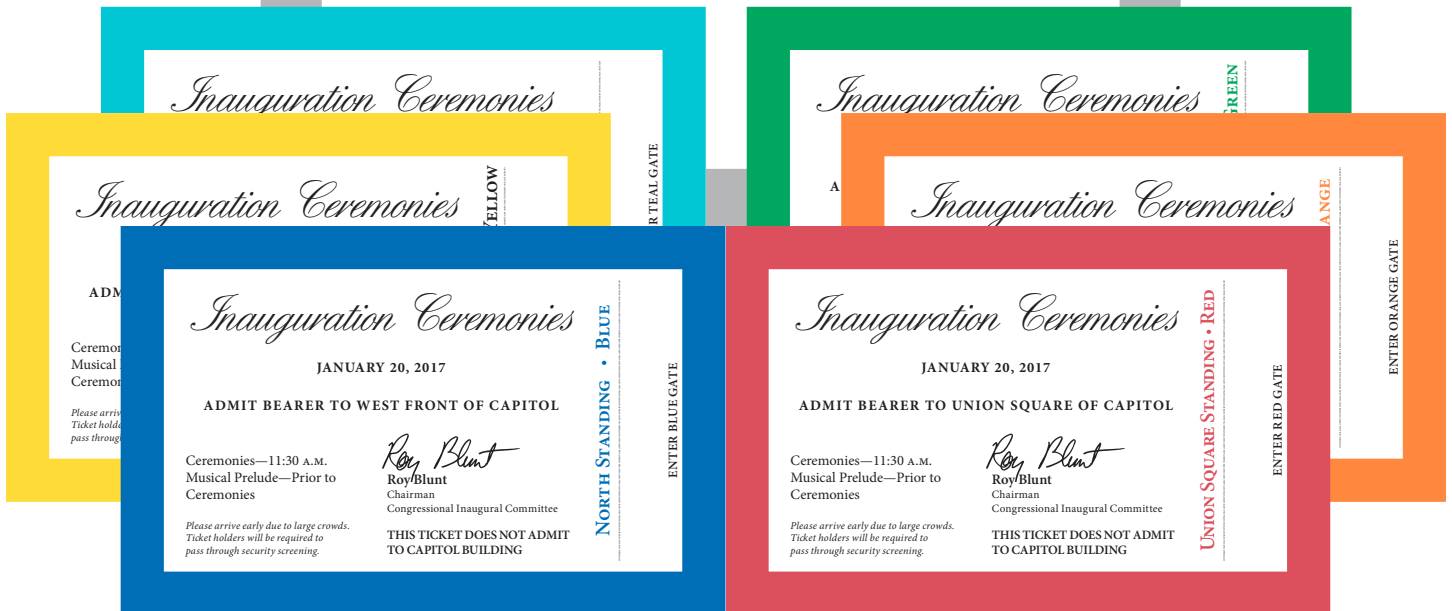 Inauguration Ceremonies
TEAL GATE
Inauguration Ceremonies
GREEN
Inauguration Ceremonies
YELLOW
Inauguration Ceremonies
ENTER ORANGE GATE
Ceremonies
Musical
Please
Ticket
pass
Inauguration Ceremonies
JANUARY 20, 2017
ADMIT BEARER TO WEST FRONT OF CAPITOL
Ceremonies—11:30 A.M.
Musical Prelude—Prior to
Ceremonies
Please arrive early due to large crowds.
Ticket holders will be required to
pass through security screening.
Roy Blunt
Roy Blunt
Chairman
Congressional Inaugural Committee
THIS TICKET DOES NOT ADMIT
TO CAPITOL BUILDING
North Standing • Blue
ENTER BLUE GATE
Inauguration Ceremonies
JANUARY 20, 2017
ADMIT BEARER TO UNION SQUARE OF CAPITOL
Ceremonies—11:30 A.M.
Musical Prelude—Prior to
Ceremonies
Please arrive early due to large crowds.
Ticket holders will be required to
pass through security screening.
Roy Blunt
Roy Blunt
Chairman
Congressional Inaugural Committee
THIS TICKET DOES NOT ADMIT
TO CAPITOL BUILDING
Union Square Standing • Red
ENTER RED GATE